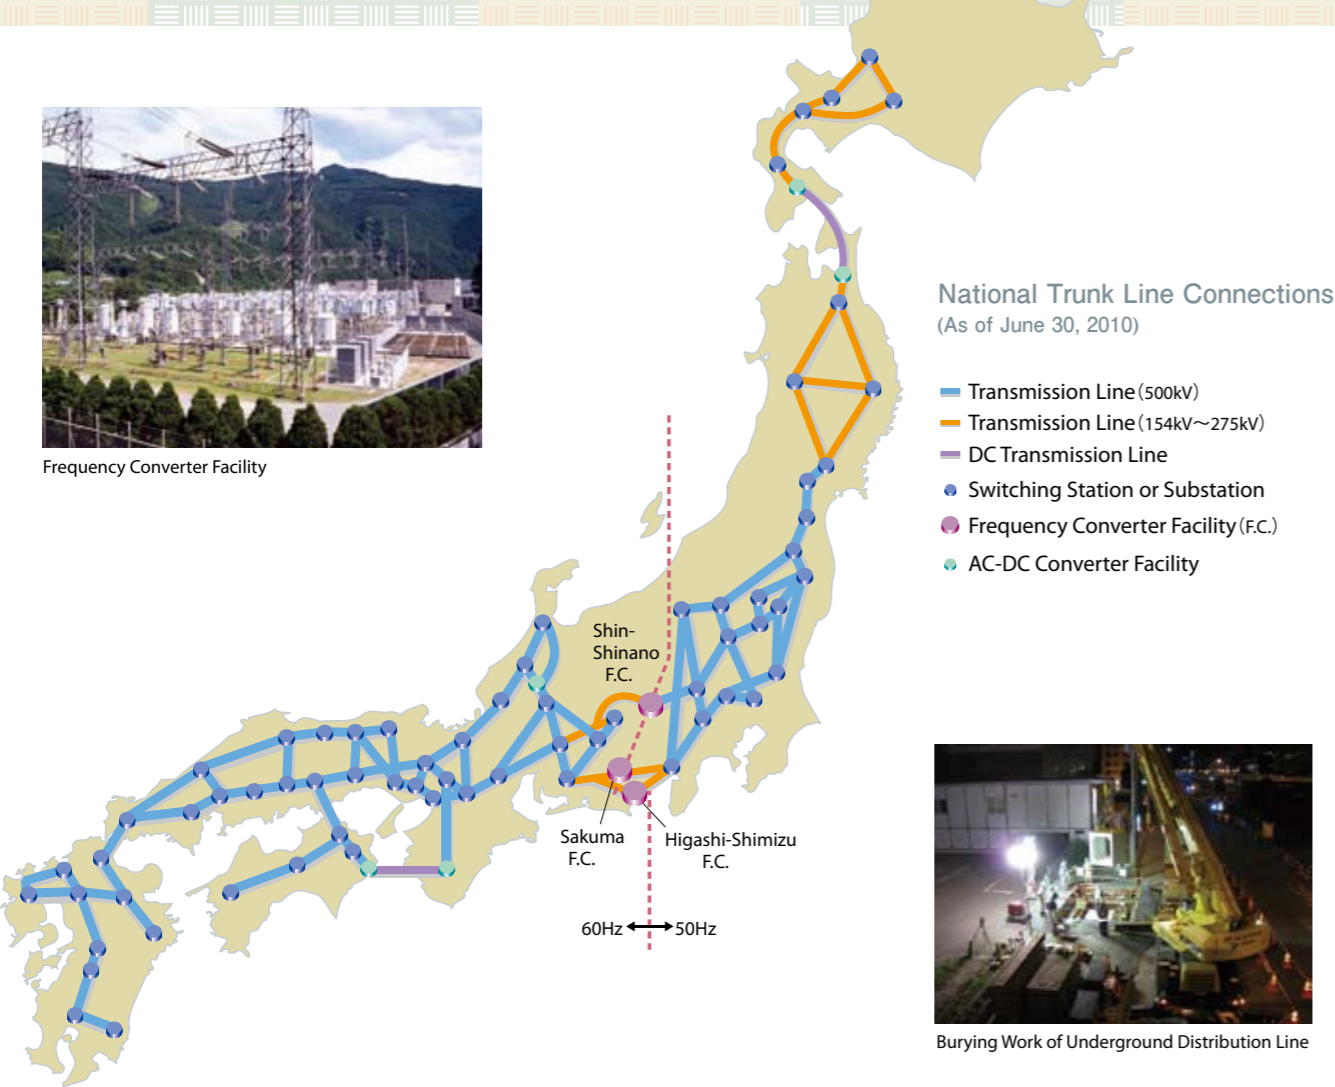 Frequency Converter Facility
National Trunk Line Connections
(As of June 30, 2010)
Transmission Line(500kV)
Transmission Line(154kV～275kV)
DC Transmission Line
Switching Station or Substation
Frequency Converter Facility(F.C.)
AC-DC Converter Facility
Shin-
Shinano
F.C.
Sakuma
F.C.
Higashi-Shimizu
F.C.
60Hz
50Hz
Burying Work of Underground Distribution Line